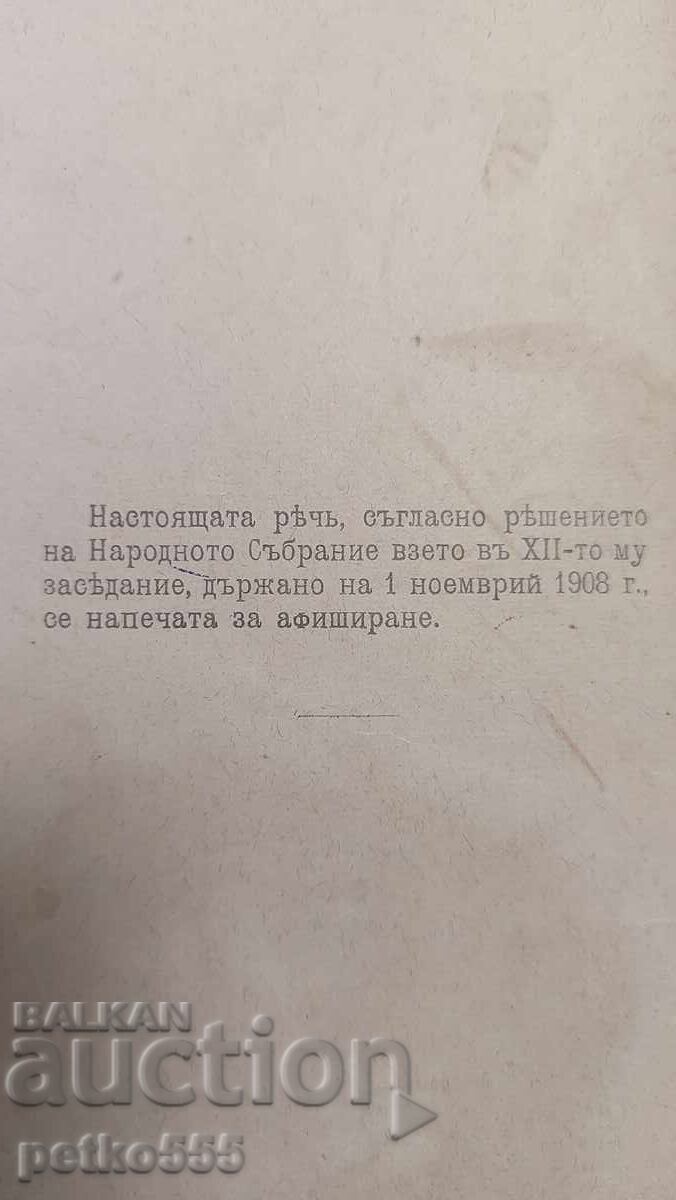 Настоящата рѣчь, съгласно рѣшението
на Народното Събрание взето въ XII-то му
засѣдание, държано на 1 ноемврий 1908 г.,
се напечата за афиширане.
BALKAN
auction
petko555